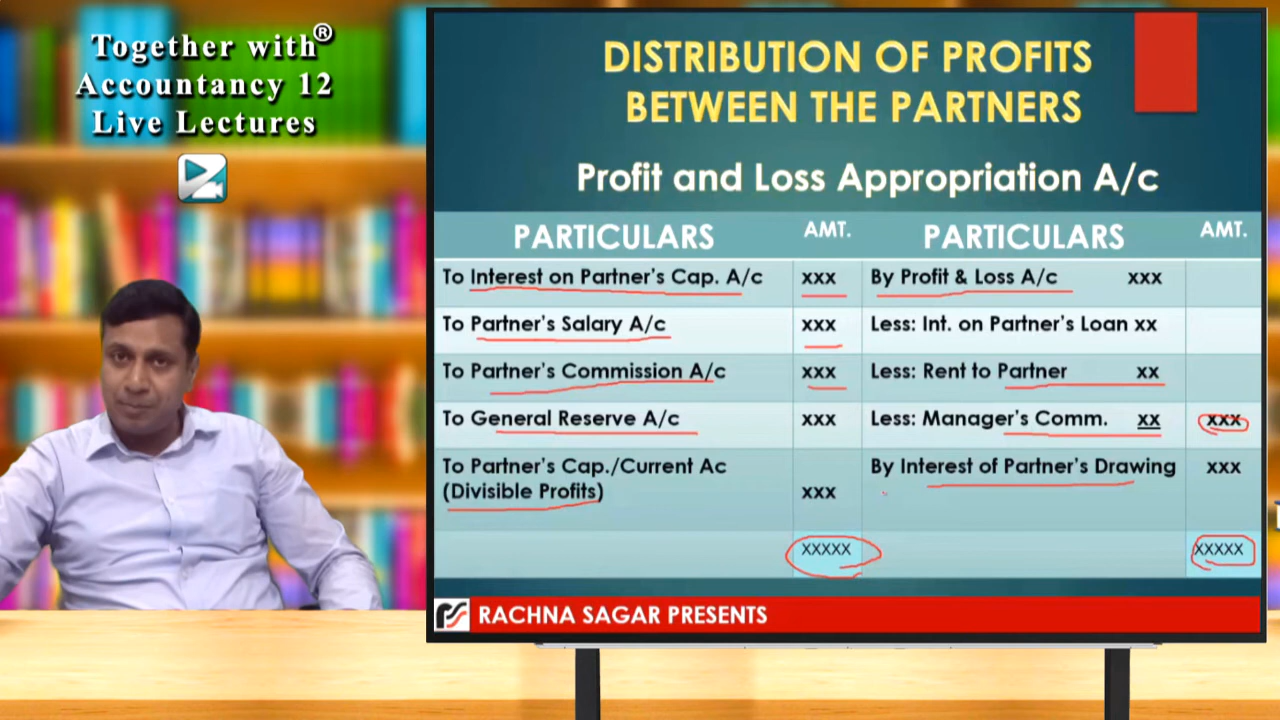 Together with®
Accountancy 12
Live Lectures
DISTRIBUTION OF PROFITS
BETWEEN THE PARTNERS
Profit and Loss Appropriation A/c
PARTICULARS AMT. PARTICULARS AMT.
To Interest on Partner's Cap. A/c xxx By Profit & Loss A/c xxx
To Partner's Salary A/c xxx Less: Int. on Partner's Loan xx
To Partner's Commission A/c xxx Less: Rent to Partner xx
To General Reserve A/c xxx Less: Manager's Comm. xx xxx
To Partner's Cap./Current Ac By Interest of Partner's Drawing xxx
(Divisible Profits) xxx
xxxxx xxxxx
RACHNA SAGAR PRESENTS